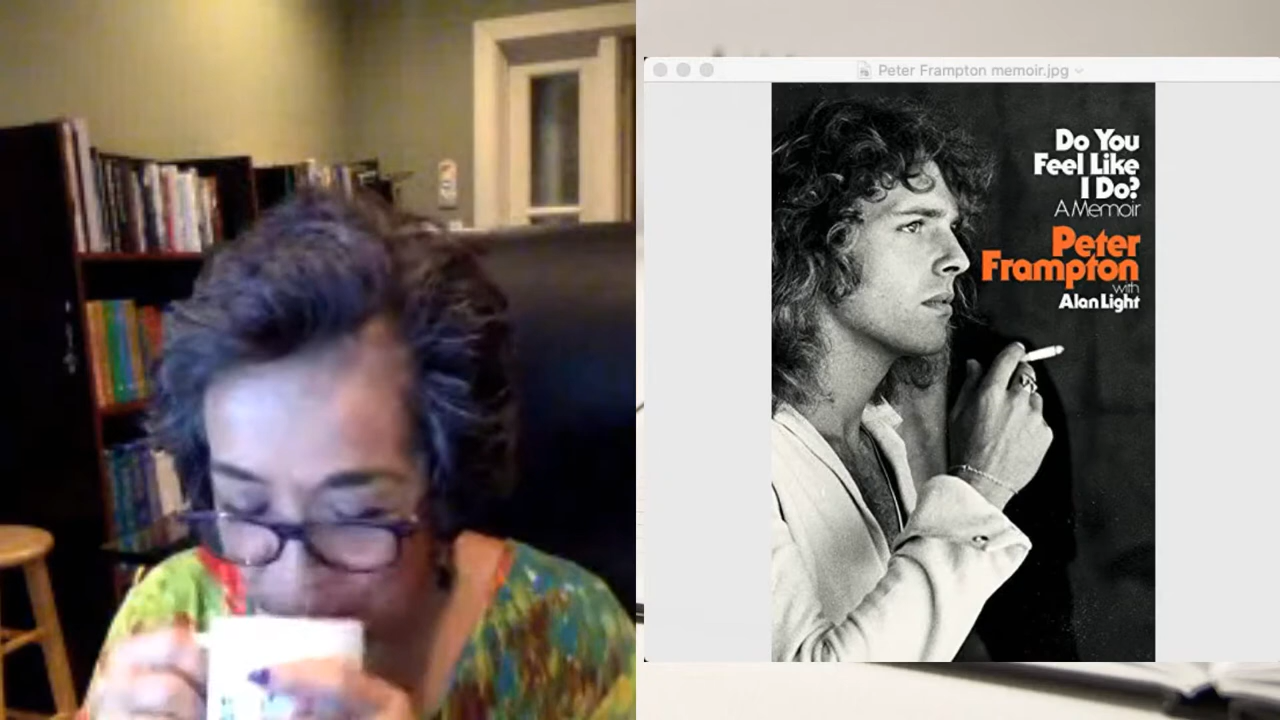 Peter Frampton memoir.jpg
Do You
Feel Like
I Do?
A Memoir
Peter
Frampton
with
Alan Light